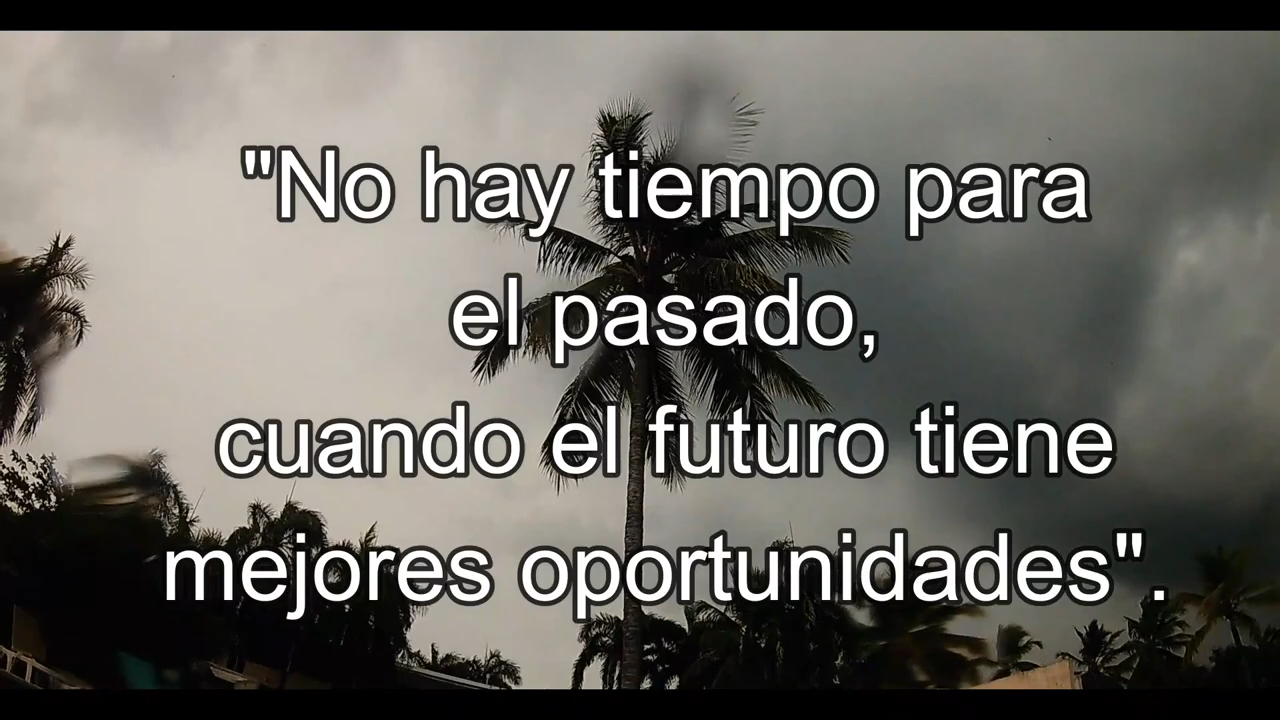 "No hay tiempo para
el pasado,
cuando el futuro tiene
mejores oportunidades".